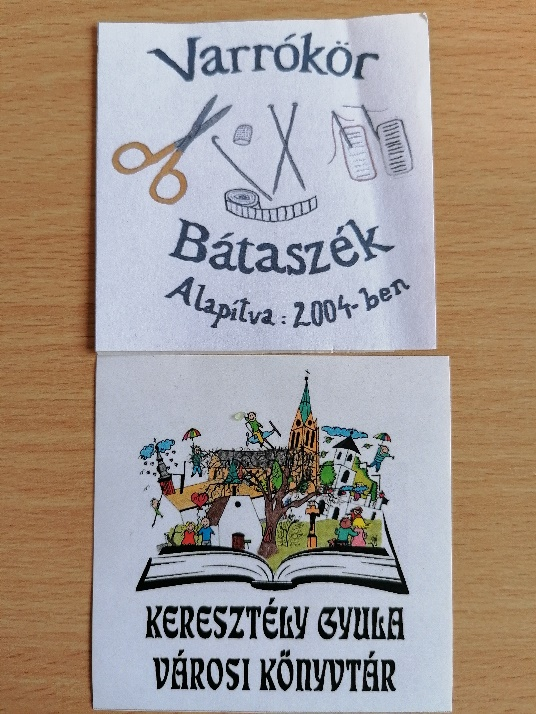 Varrókör
Bátaszék
Alapítva: 2004-ben
KERESZTÉLY GYULA
VÁROSI KÖNYVTÁR